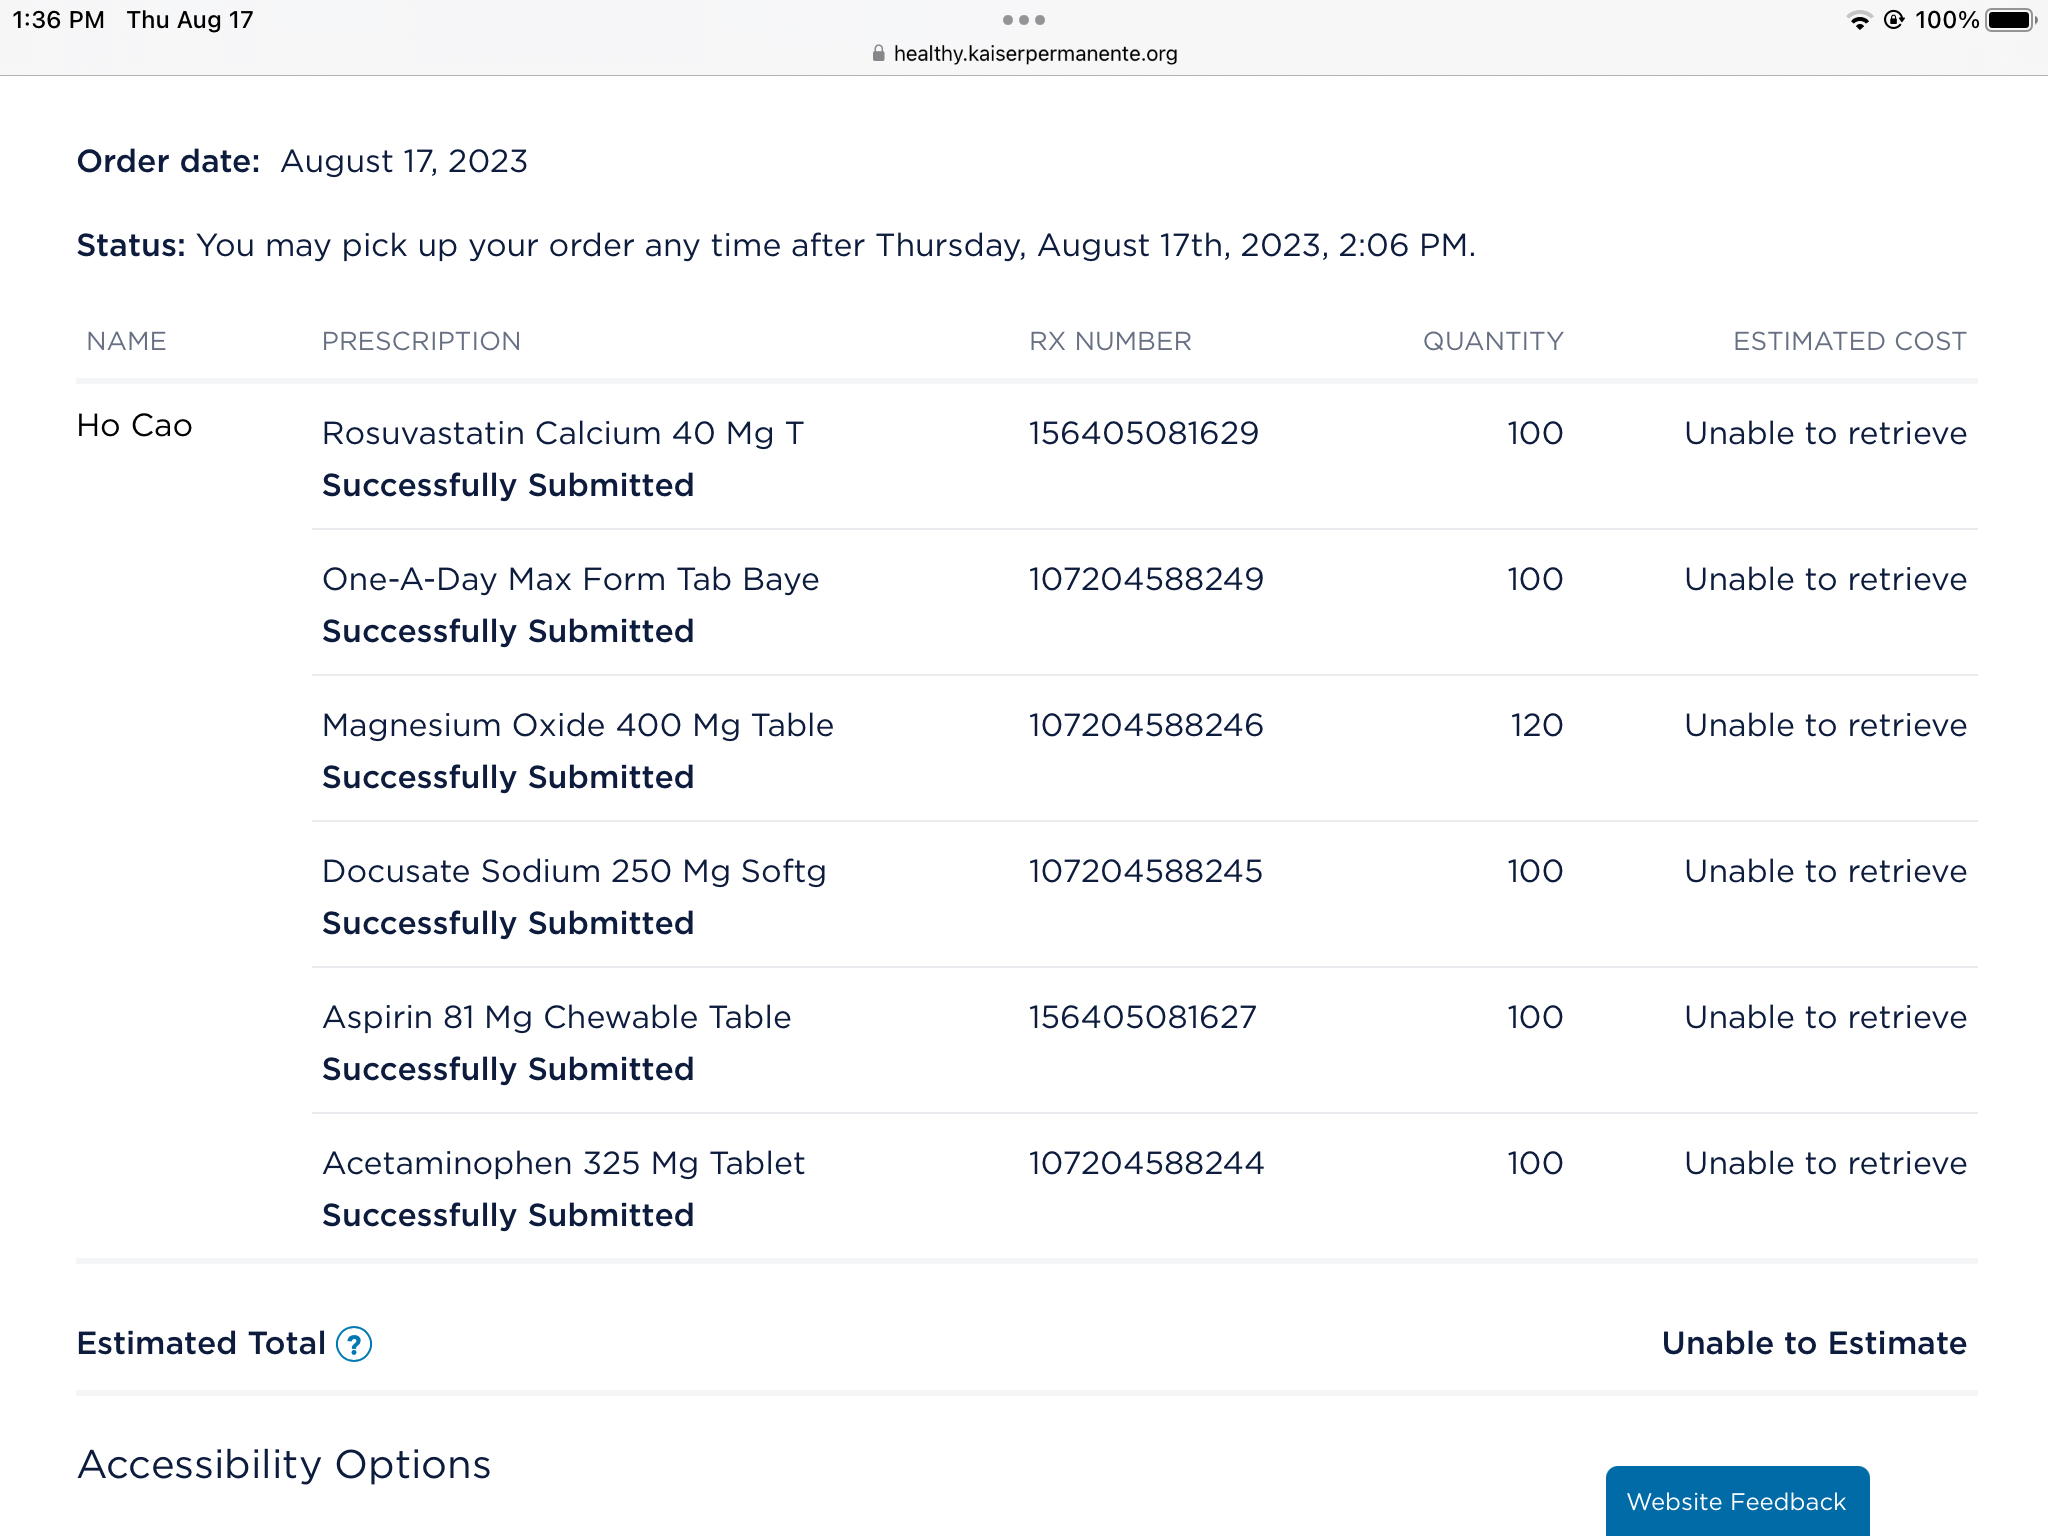 1:36 PM Thu Aug 17
100%
healthy.kaiserpermanente.org
Order date: August 17, 2023
Status: You may pick up your order any time after Thursday, August 17th, 2023, 2:06 PM.
NAME PRESCRIPTION RX NUMBER QUANTITY ESTIMATED COST
Ho Cao
Rosuvastatin Calcium 40 Mg T 156405081629 100 Unable to retrieve
Successfully Submitted
One-A-Day Max Form Tab Baye 107204588249 100 Unable to retrieve
Successfully Submitted
Magnesium Oxide 400 Mg Table 107204588246 120 Unable to retrieve
Successfully Submitted
Docusate Sodium 250 Mg Softg 107204588245 100 Unable to retrieve
Successfully Submitted
Aspirin 81 Mg Chewable Table 156405081627 100 Unable to retrieve
Successfully Submitted
Acetaminophen 325 Mg Tablet 107204588244 100 Unable to retrieve
Successfully Submitted
Estimated Total ? Unable to Estimate
Accessibility Options
Website Feedback